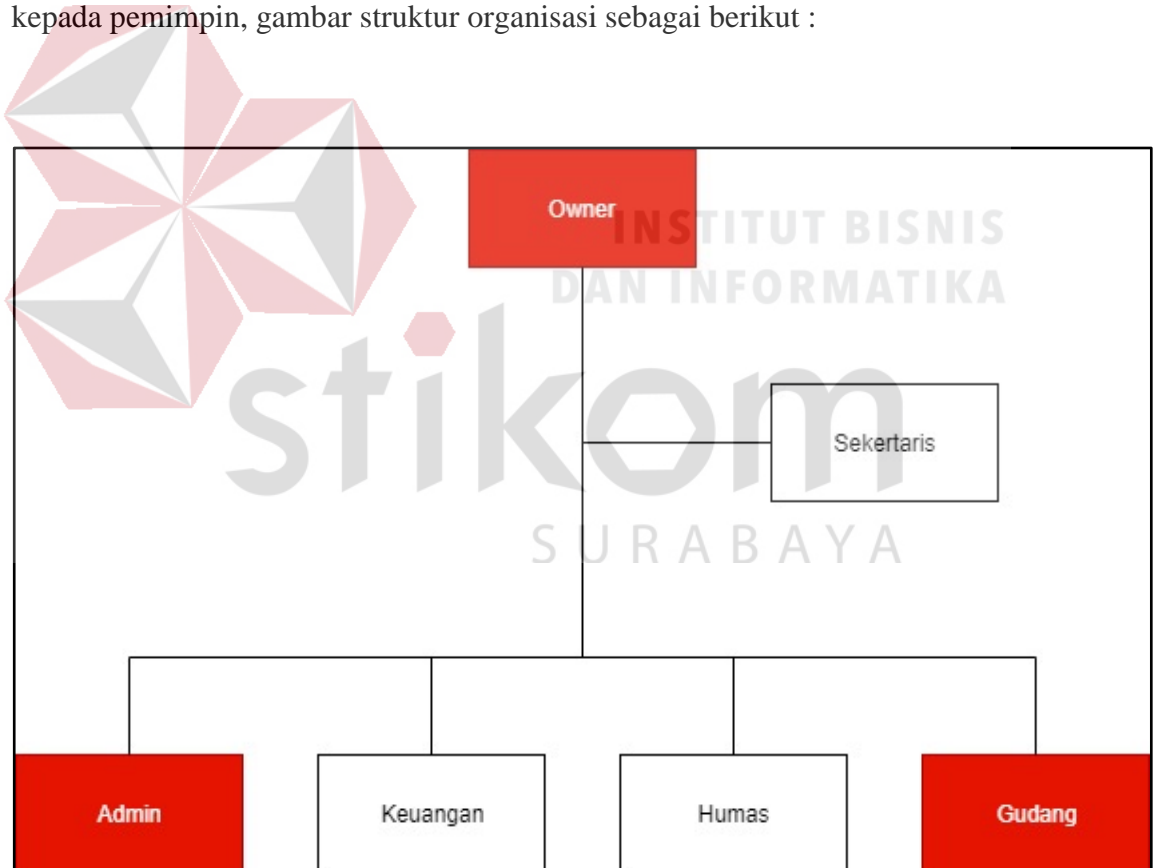 kepada pemimpin, gambar struktur organisasi sebagai berikut :
Owner
INSTITUT BISNIS
DAN INFORMATIKA
Sekertaris
stikom
SURABAYA
Admin
Keuangan
Humas
Gudang